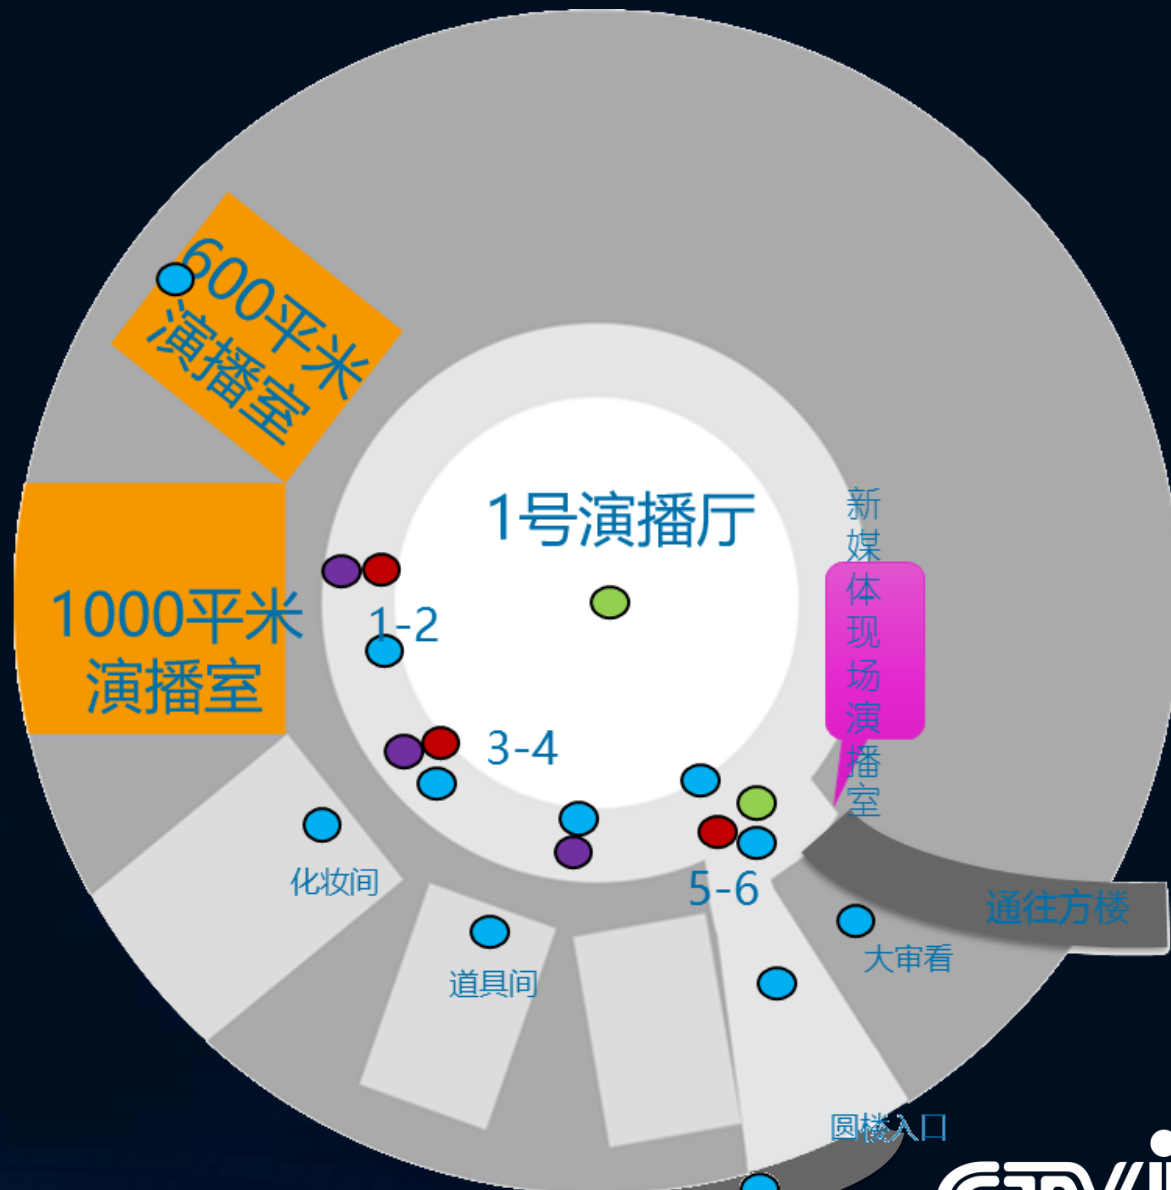 600平米
演播室
1号演播厅
新媒体现场演播室
1000平米
演播室
1-2
3-4
5-6
化妆间
道具间
通往方楼
大审看
圆楼入口